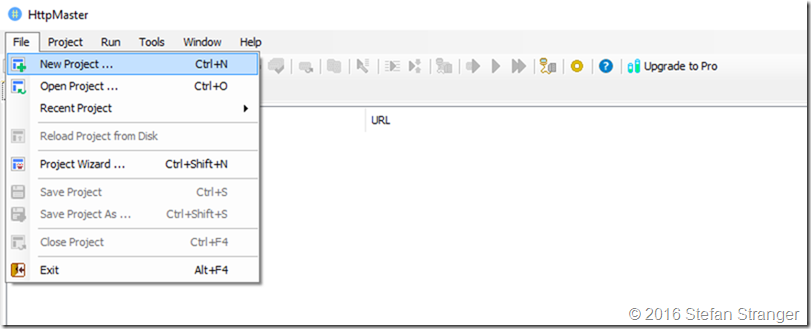 HttpMaster
File Project Run Tools Window Help
New Project ... Ctrl+N
Upgrade to Pro
Open Project ... Ctrl+O
Recent Project
URL
Reload Project from Disk
Project Wizard ... Ctrl+Shift+N
Save Project Ctrl+S
Save Project As ... Ctrl+Shift+S
Close Project Ctrl+F4
Exit Alt+F4
© 2016 Stefan Stranger